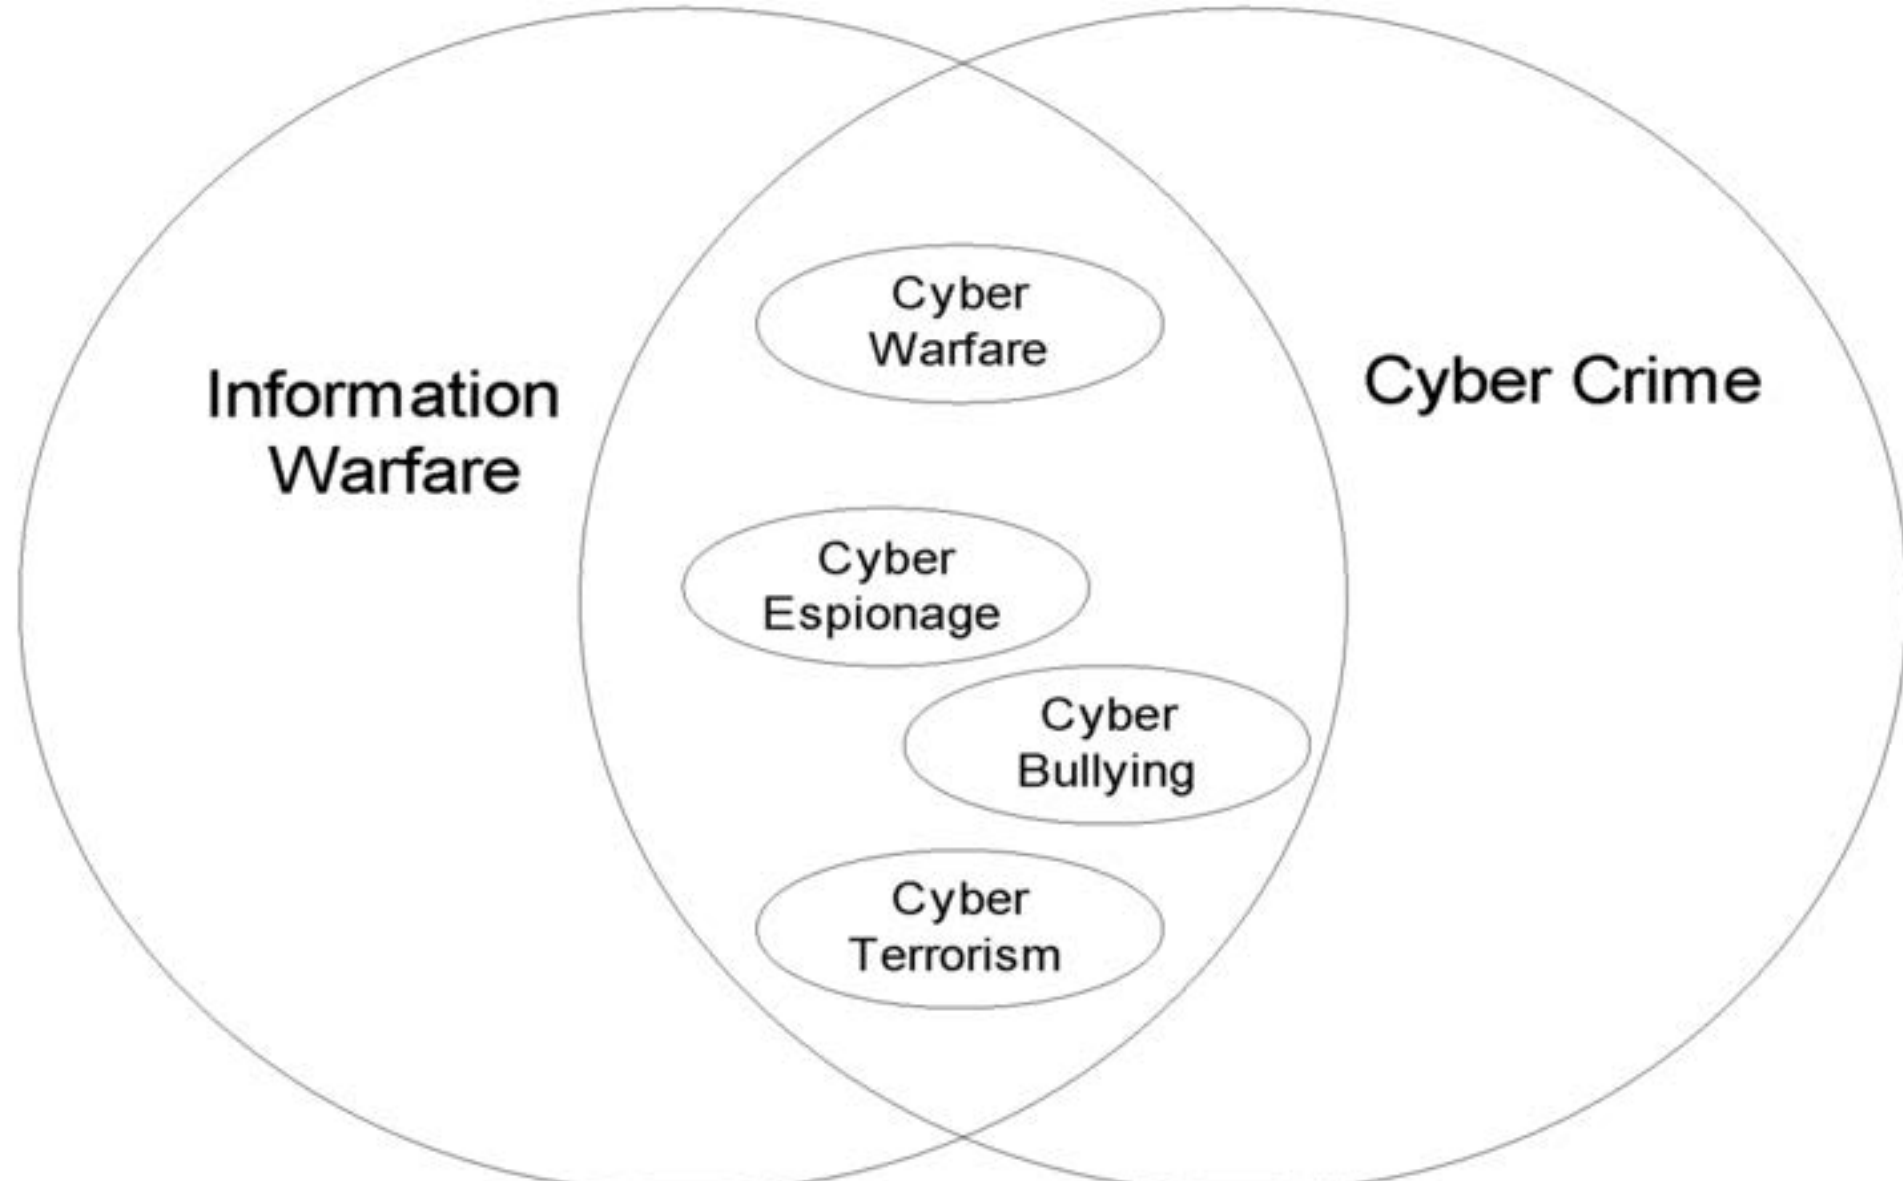 Information
Warfare
Cyber Crime
Cyber
Warfare
Cyber
Espionage
Cyber
Bullying
Cyber
Terrorism